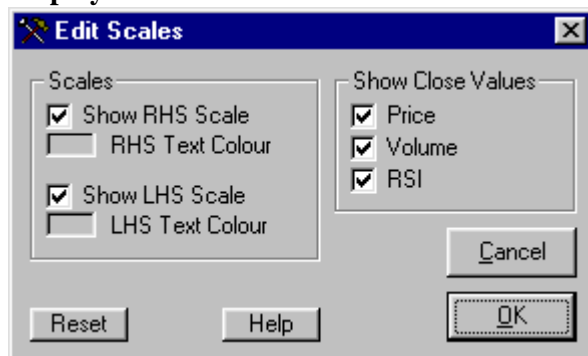 Edit Scales
Scales
Show RHS Scale
RHS Text Colour
Show LHS Scale
LHS Text Colour
Show Close Values
Price
Volume
RSI
Cancel
Reset
Help
OK